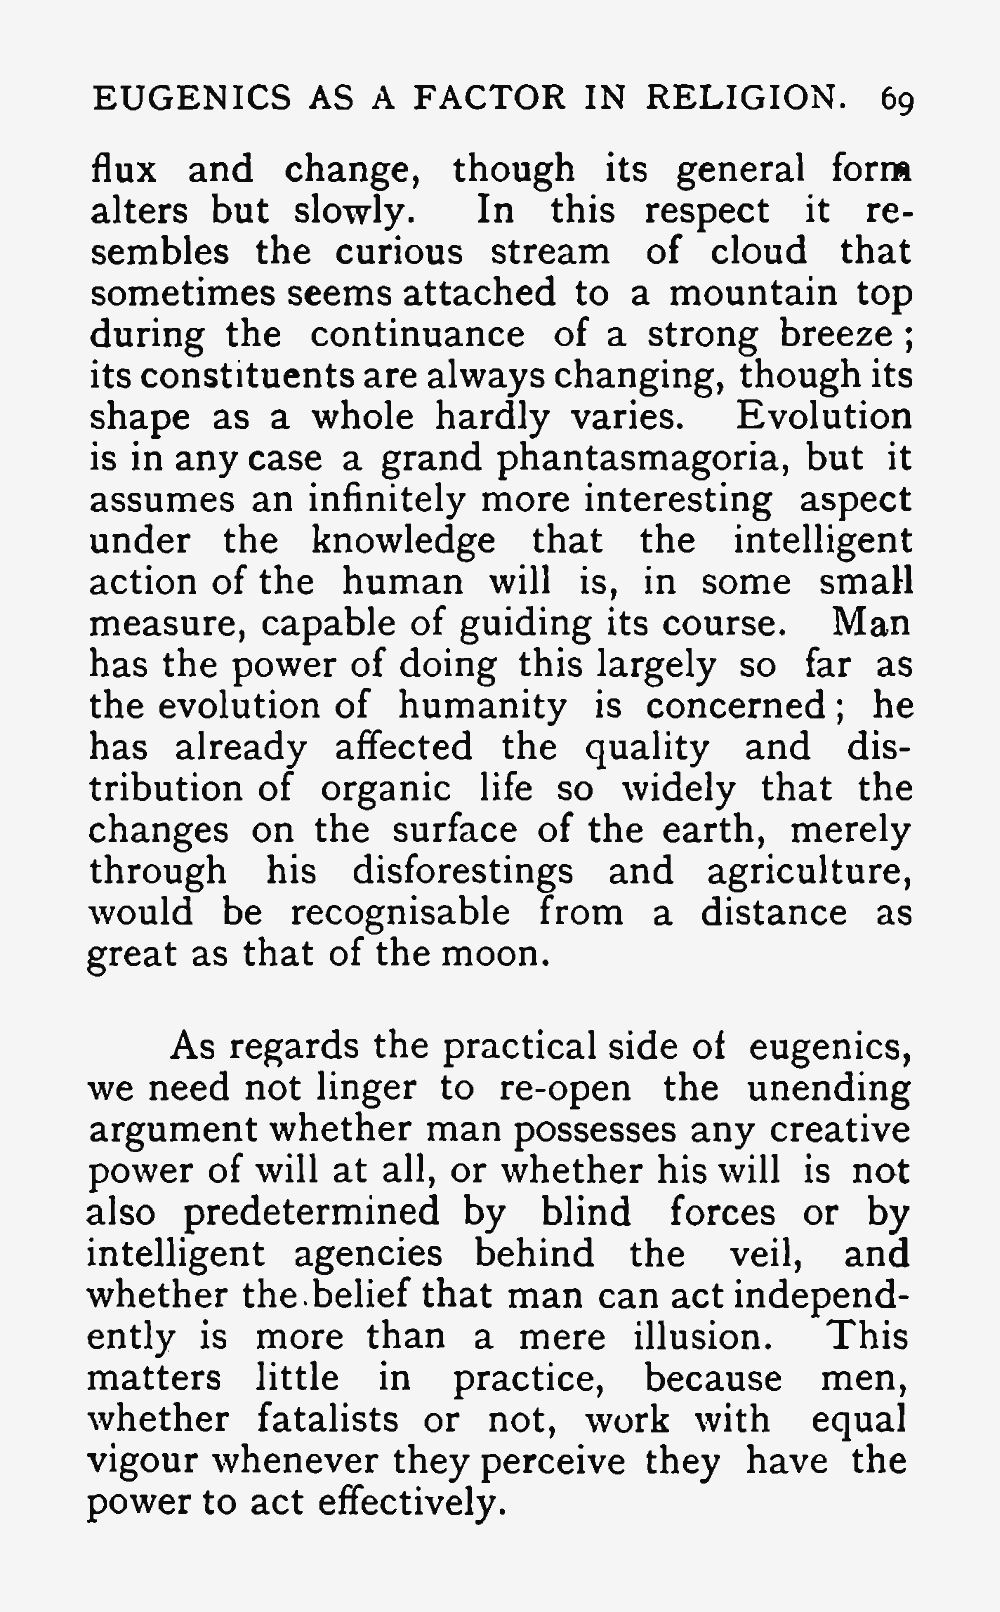 EUGENICS AS A FACTOR IN RELIGION. 69
flux and change, though its general form
alters but slowly. In this respect it re-
sembles the curious stream of cloud that
sometimes seems attached to a mountain top
during the continuance of a strong breeze ;
its constituents are always changing, though its
shape as a whole hardly varies. Evolution
is in any case a grand phantasmagoria, but it
assumes an infinitely more interesting aspect
under the knowledge that the intelligent
action of the human will is, in some small
measure, capable of guiding its course. Man
has the power of doing this largely so far as
the evolution of humanity is concerned ; he
has already affected the quality and dis-
tribution of organic life so widely that the
changes on the surface of the earth, merely
through his disforestings and agriculture,
would be recognisable from a distance as
great as that of the moon.
As regards the practical side of eugenics,
we need not linger to re-open the unending
argument whether man possesses any creative
power of will at all, or whether his will is not
also predetermined by blind forces or by
intelligent agencies behind the veil, and
whether the belief that man can act independ-
ently is more than a mere illusion. This
matters little in practice, because men,
whether fatalists or not, work with equal
vigour whenever they perceive they have the
power to act effectively.